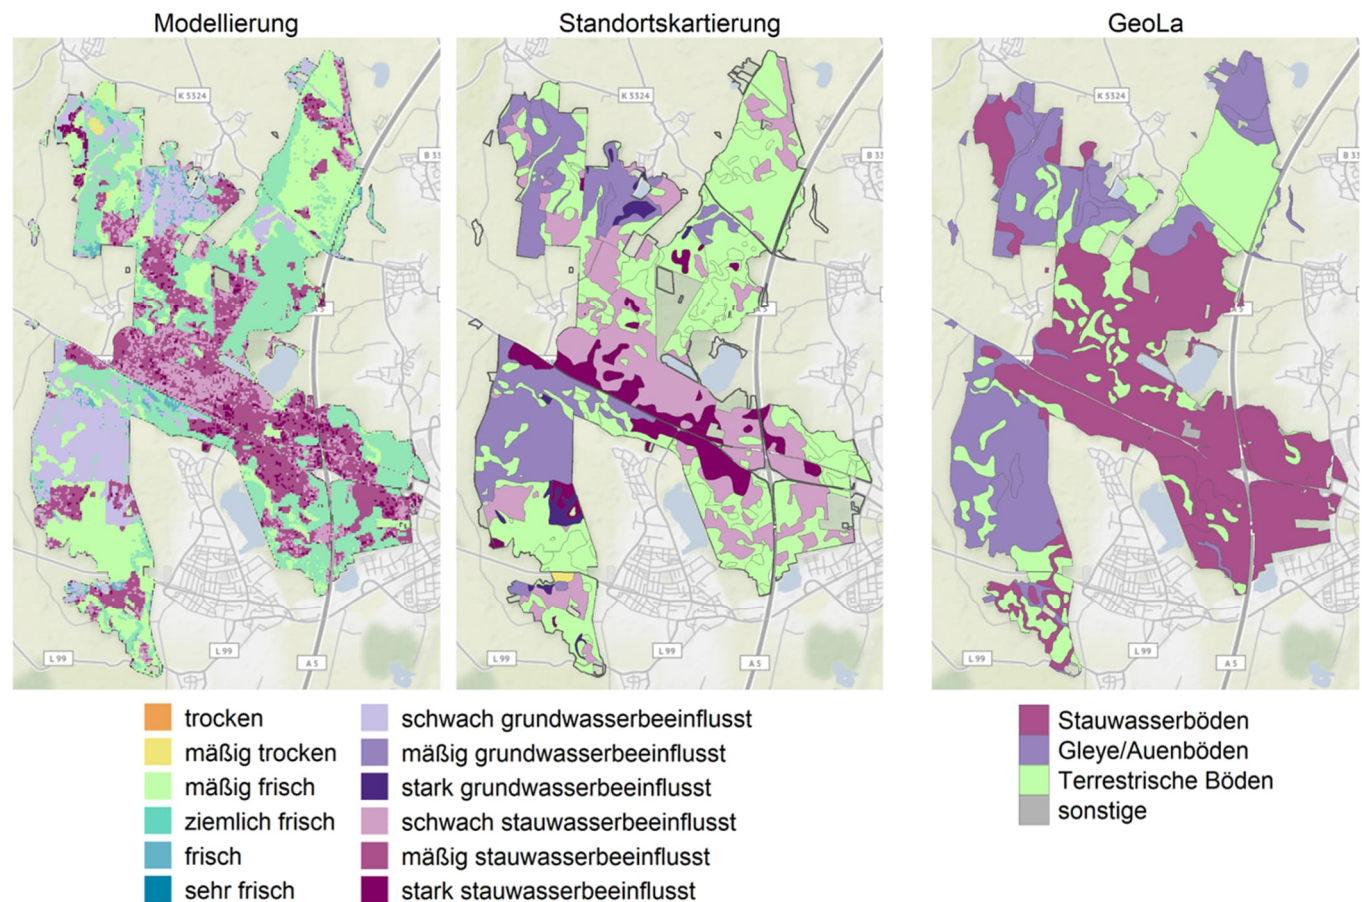 Modellierung
Standortskartierung
GeoLa
K 5324
K 5324
K 5324
L 99
L 99
A 5
L 99
L 99
A 5
L 99
L 99
A 5
trocken
mäßig trocken
mäßig frisch
ziemlich frisch
frisch
sehr frisch
schwach grundwasserbeeinflusst
mäßig grundwasserbeeinflusst
stark grundwasserbeeinflusst
schwach stauwasserbeeinflusst
mäßig stauwasserbeeinflusst
stark stauwasserbeeinflusst
Stauwasserböden
Gleye/Auenböden
Terrestrische Böden
sonstige